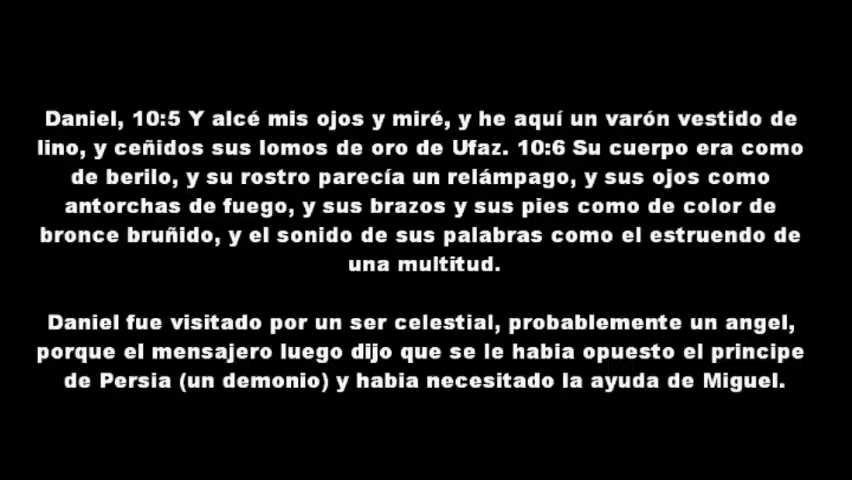 Daniel, 10:5 Y alcé mis ojos y miré, y he aquí un varón vestido de
lino, y ceñidos sus lomos de oro de Ufaz. 10:6 Su cuerpo era como
de berilo, y su rostro parecía un relámpago, y sus ojos como
antorchas de fuego, y sus brazos y sus pies como de color de
bronce bruñido, y el sonido de sus palabras como el estruendo de
una multitud.
Daniel fue visitado por un ser celestial, probablemente un angel,
porque el mensajero luego dijo que se le habia opuesto el principe
de Persia (un demonio) y habia necesitado la ayuda de Miguel.